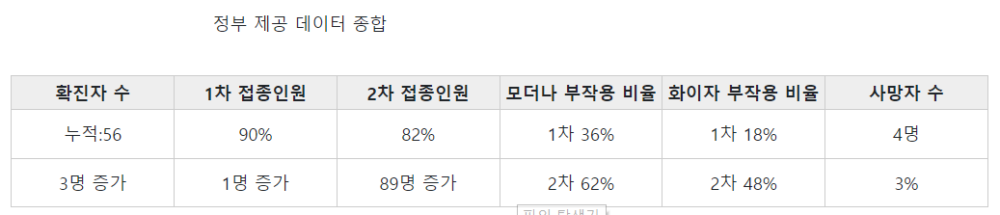 정부 제공 데이터 종합
확진자 수 1차 접종인원 2차 접종인원 모더나 부작용 비율 화이자 부작용 비율 사망자 수
누적:56 90% 82% 1차 36% 1차 18% 4명
3명 증가 1명 증가 89명 증가 2차 62% 2차 48% 3%